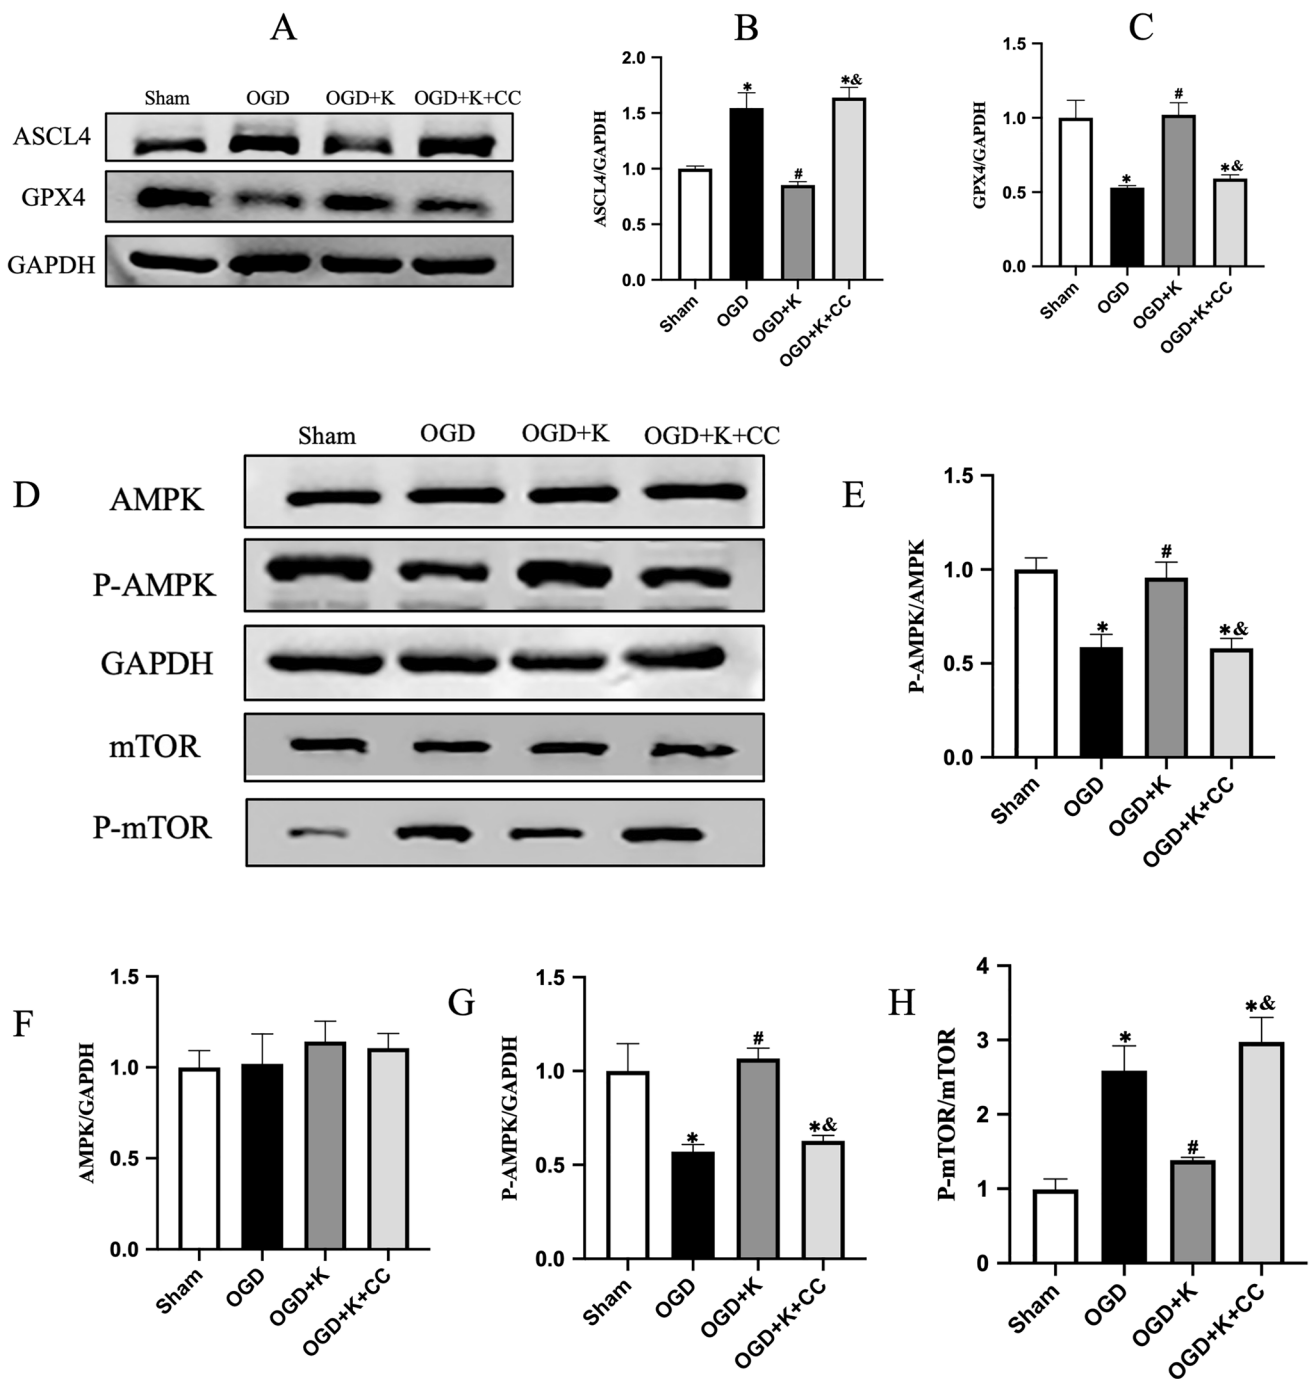 A
Sham OGD OGD+K OGD+K+CC
ASCL4
GPX4
GAPDH
B
ASCL4/GAPDH
2.0
1.5
1.0
0.5
0.0
*
#
*&
Sham
OGD
OGD+K
OGD+K+CC
C
GPX4/GAPDH
1.5
1.0
0.5
0.0
*
#
*&
Sham
OGD
OGD+K
OGD+K+CC
D
Sham OGD OGD+K OGD+K+CC
AMPK
P-AMPK
GAPDH
mTOR
P-mTOR
E
P-AMPK/AMPK
1.5
1.0
0.5
0.0
*
#
*&
Sham
OGD
OGD+K
OGD+K+CC
F
AMPK/GAPDH
1.5
1.0
0.5
0.0
Sham
OGD
OGD+K
OGD+K+CC
G
P-AMPK/GAPDH
1.5
1.0
0.5
0.0
*
#
*&
Sham
OGD
OGD+K
OGD+K+CC
H
P-mTOR/mTOR
4
3
2
1
0
*
#
*&
Sham
OGD
OGD+K
OGD+K+CC